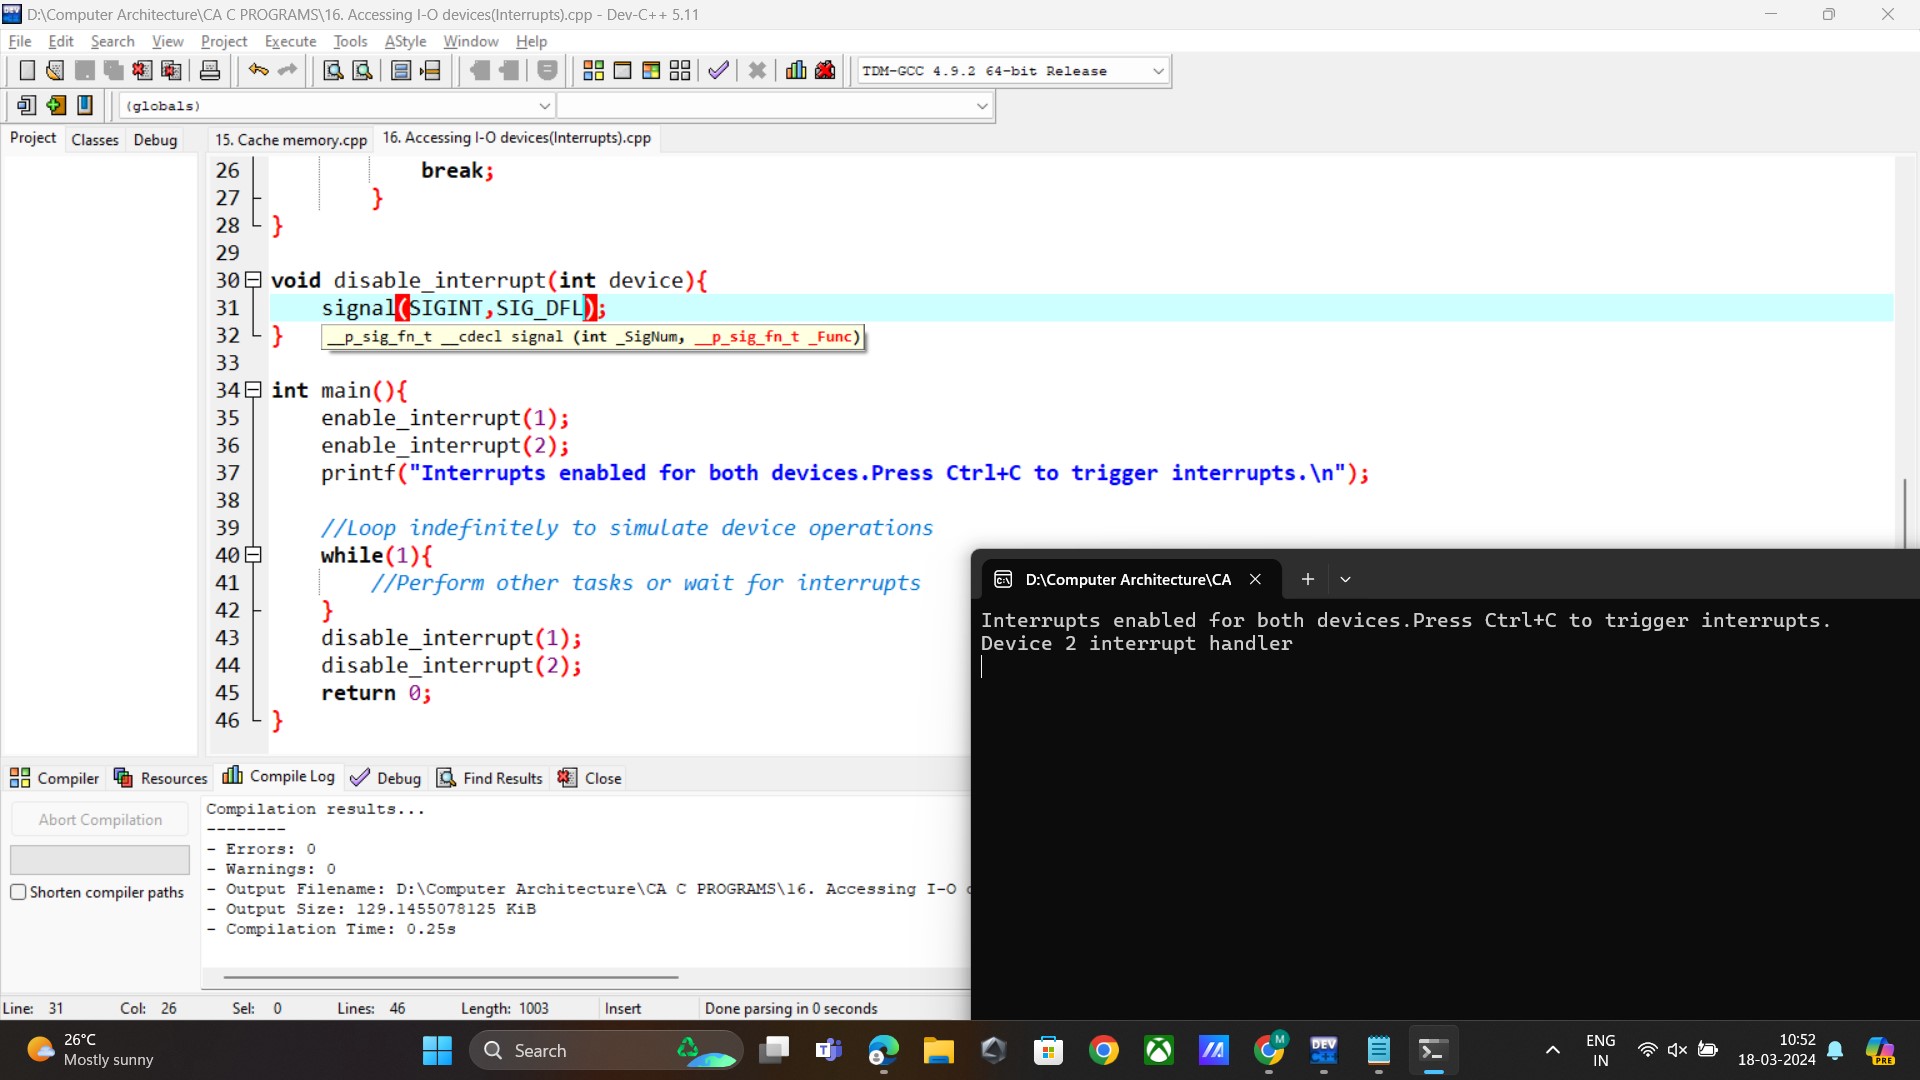 D:\Computer Architecture\CA C PROGRAMS\16. Accessing I-O devices(Interrupts).cpp - Dev-C++ 5.11
File Edit Search View Project Execute Tools AStyle Window Help
TDM-GCC 4.9.2 64-bit Release
(globals)
Project Classes Debug
15. Cache memory.cpp 16. Accessing I-O devices(Interrupts).cpp
26 break;
27 }
28 }
29
30 void disable_interrupt(int device){
31 signal(SIGINT,SIG_DFL);
32 }
__p_sig_fn_t __cdecl signal (int _SigNum, __p_sig_fn_t _Func)
33
34 int main(){
35 enable_interrupt(1);
36 enable_interrupt(2);
37 printf("Interrupts enabled for both devices.Press Ctrl+C to trigger interrupts.\n");
38
39 //Loop indefinitely to simulate device operations
40 while(1){
41 //Perform other tasks or wait for interrupts
42 }
43 disable_interrupt(1);
44 disable_interrupt(2);
45 return 0;
46 }
D:\Computer Architecture\CA
Interrupts enabled for both devices.Press Ctrl+C to trigger interrupts.
Device 2 interrupt handler
Compiler Resources Compile Log Debug Find Results Close
Abort Compilation
Shorten compiler paths
Compilation results...
--------
- Errors: 0
- Warnings: 0
- Output Filename: D:\Computer Architecture\CA C PROGRAMS\16. Accessing I-O
- Output Size: 129.1455078125 KiB
- Compilation Time: 0.25s
Line: 31 Col: 26 Sel: 0 Lines: 46 Length: 1003 Insert Done parsing in 0 seconds
26°C
Mostly sunny
Search
DEV
M
DEV
PRE
ENG
IN
10:52
18-03-2024